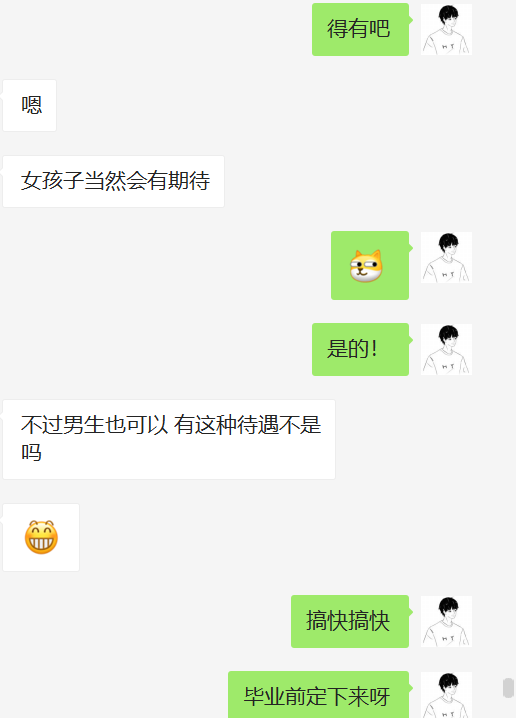 得有吧
嗯
女孩子当然会有期待
是的！
不过男生也可以 有这种待遇不是
吗
搞快搞快
毕业前定下来呀